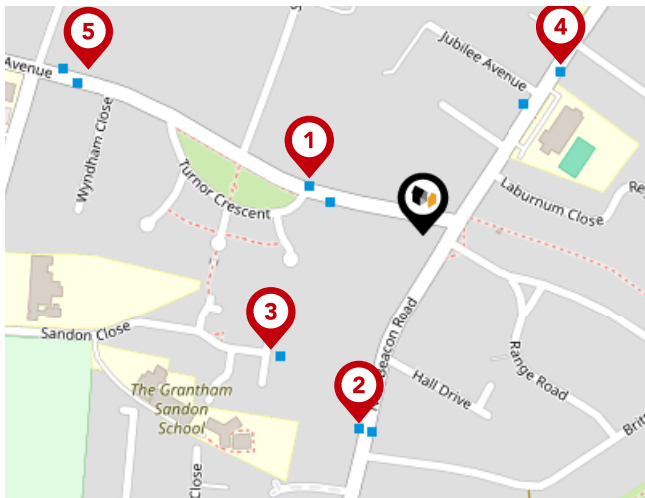 5
4
Avenue
Jubilee Avenue
Wyndham Close
1
Turnor Crescent
Laburnum Close
3
Sandon Close
Beacon Road
Range Road
2
Hall Drive
The Grantham
Sandon
School
Britt
Close